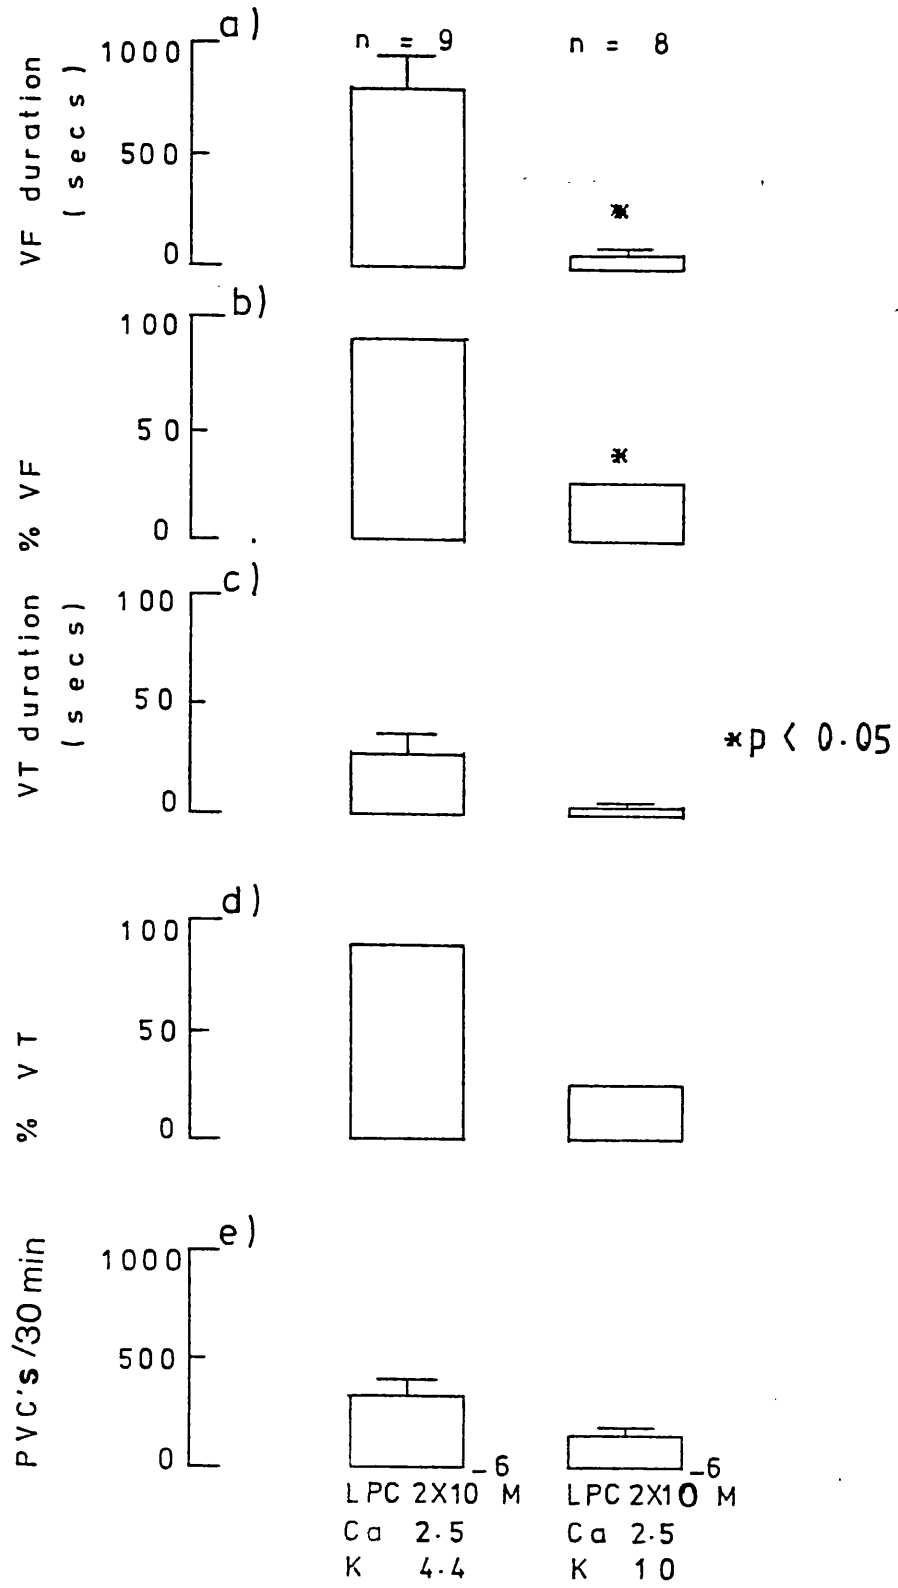 a)
n = 9
n = 8
VF duration
(secs)
1000
500
0
*
b)
% VF
100
50
0
*
c)
VT duration
(secs)
100
50
0
*p < 0.05
d)
% VT
100
50
0
e)
PVC's/30min
1000
500
0
LPC 2X10⁻⁶ M
Ca 2.5
K 4.4
LPC 2X10⁻⁶ M
Ca 2.5
K 10